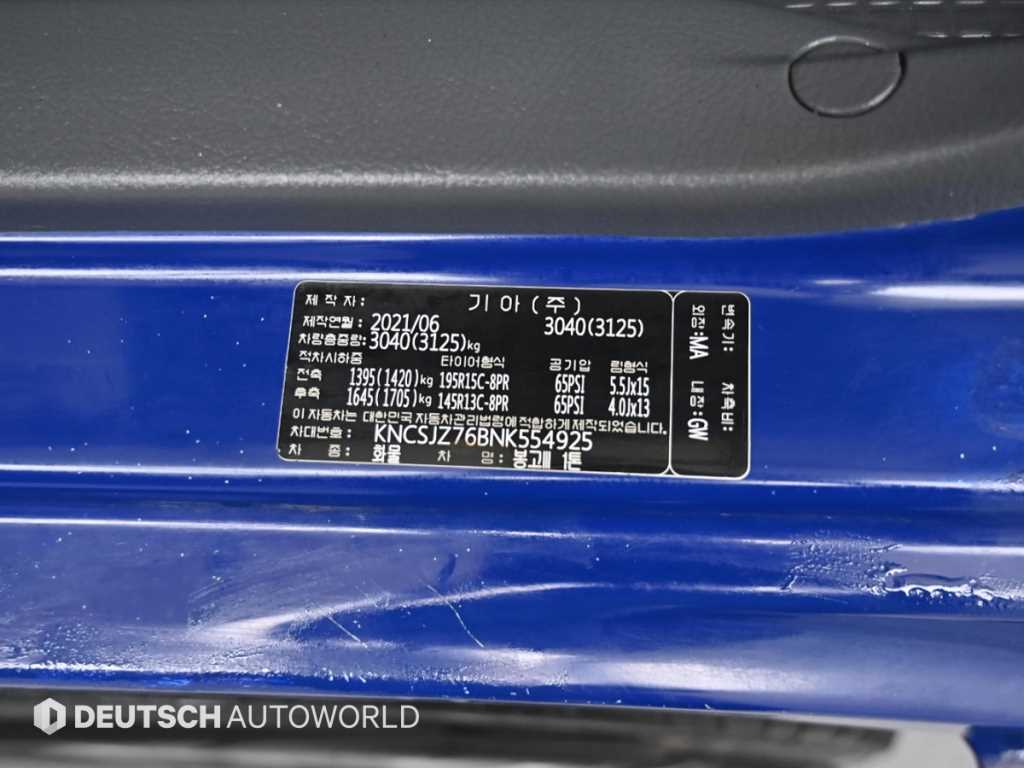 제 작 자 : 기 아 ( 주 )
제작연월 : 2021/06 3040(3125)
차량총중량: 3040(3125)kg
적차시하중 타이어형식 공기압 림형식
전축 1395(1420)kg 195R15C-8PR 65PSI 5.5Jx15
후축 1645(1705)kg 145R13C-8PR 65PSI 4.0Jx13
이 자동차는 대한민국 자동차관리법령에 적합하게 제작되었습니다.
차대번호: KNCSJZ76BNK554925
차 종 : 화물 차 명 : 봉고Ⅲ 1톤
변속기: 차축비:
외장:MA 내장:GW
DEUTSCH AUTOWORLD